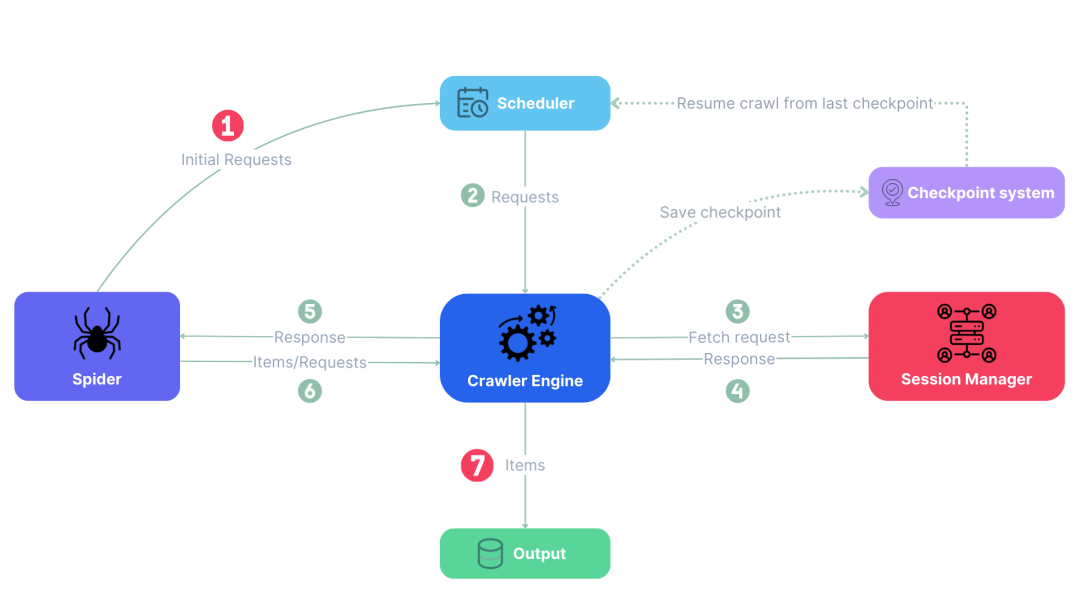 Scheduler
Resume crawl from last checkpoint
1
Initial Requests
2 Requests
Checkpoint system
Save checkpoint
5
Response
Items/Requests
6
Spider
Crawler Engine
3
Fetch request
Response
4
Session Manager
7 Items
Output